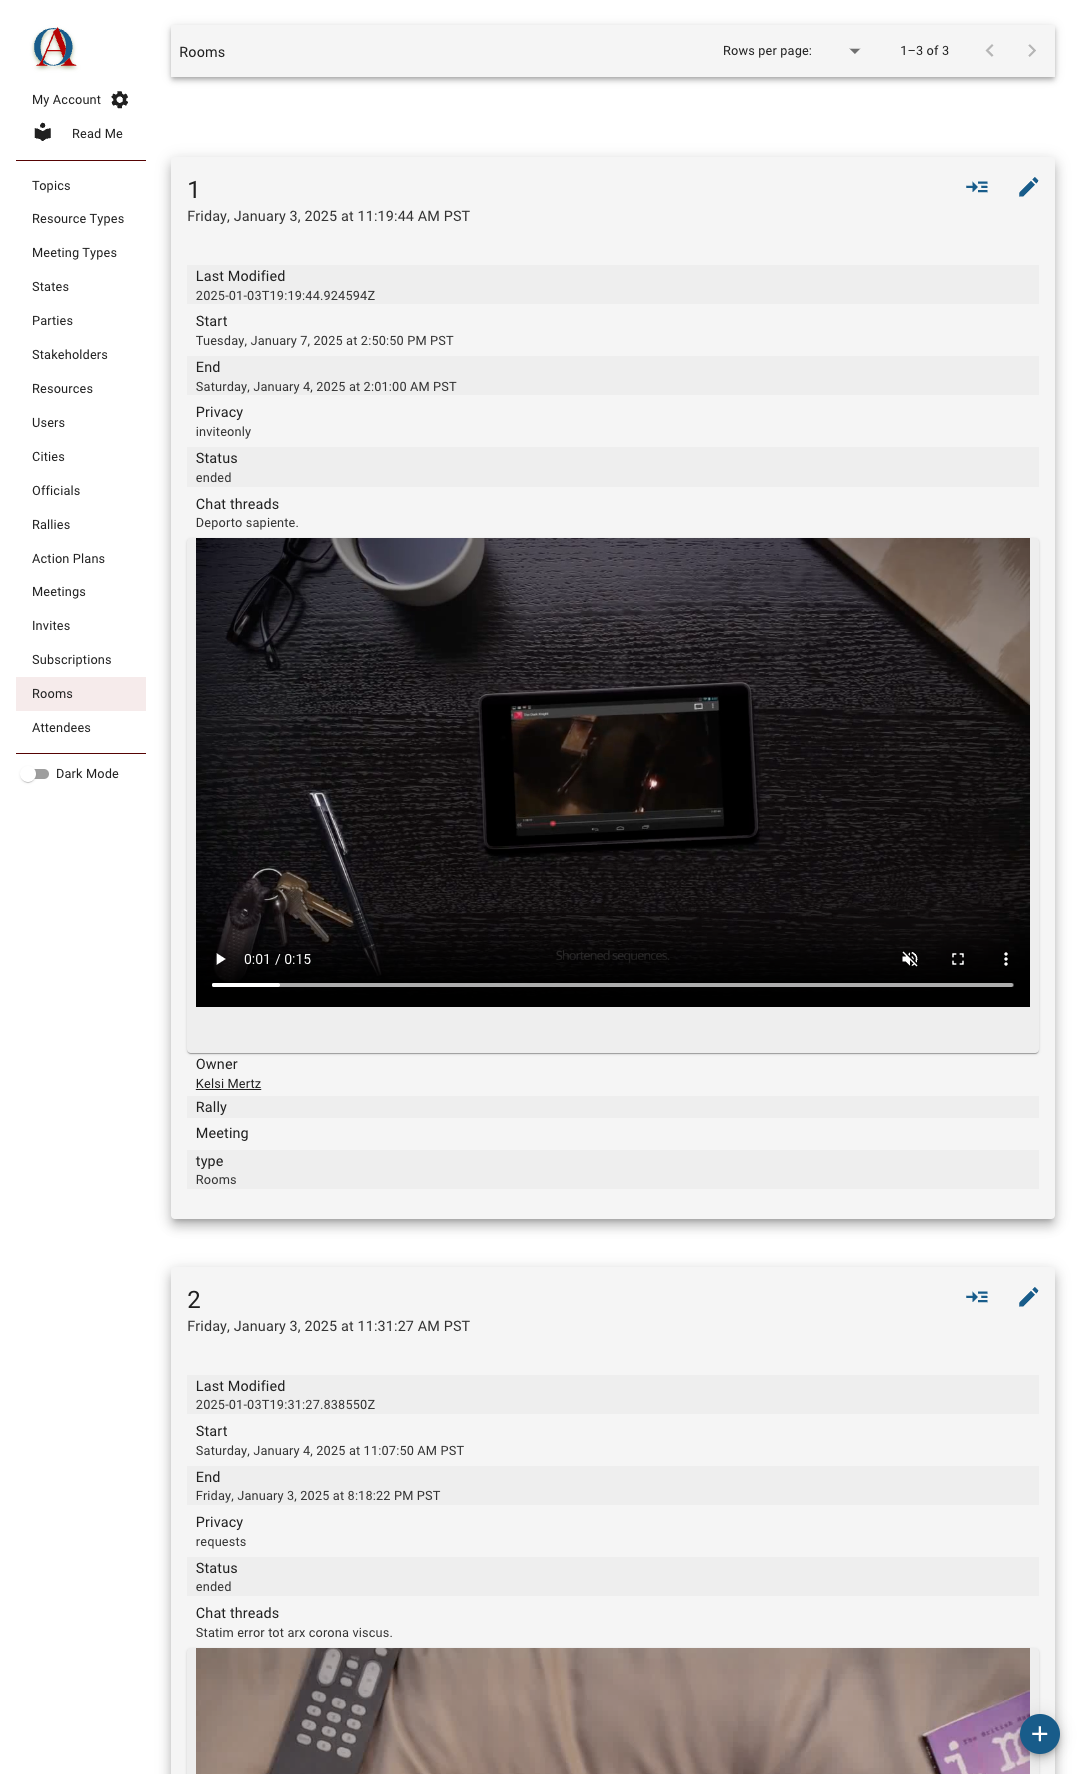 Rooms
Rows per page:
1–3 of 3
My Account
Read Me
Topics
Resource Types
Meeting Types
States
Parties
Stakeholders
Resources
Users
Cities
Officials
Rallies
Action Plans
Meetings
Invites
Subscriptions
Rooms
Attendees
Dark Mode
1
Friday, January 3, 2025 at 11:19:44 AM PST
Last Modified
2025-01-03T19:19:44.924594Z
Start
Tuesday, January 7, 2025 at 2:50:50 PM PST
End
Saturday, January 4, 2025 at 2:01:00 AM PST
Privacy
inviteonly
Status
ended
Chat threads
Deporto sapiente.
Shortened sequences.
0:01 / 0:15
Owner
Kelsi Mertz
Rally
Meeting
type
Rooms
2
Friday, January 3, 2025 at 11:31:27 AM PST
Last Modified
2025-01-03T19:31:27.838550Z
Start
Saturday, January 4, 2025 at 11:07:50 AM PST
End
Friday, January 3, 2025 at 8:18:22 PM PST
Privacy
requests
Status
ended
Chat threads
Statim error tot arx corona viscus.
The British